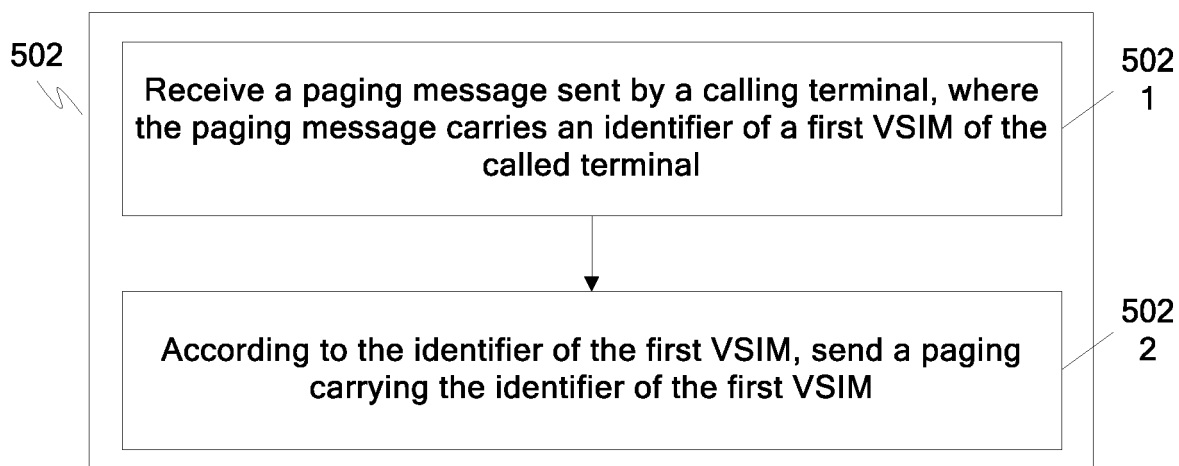 502
Receive a paging message sent by a calling terminal, where
the paging message carries an identifier of a first VSIM of the
called terminal
502
1
According to the identifier of the first VSIM, send a paging
carrying the identifier of the first VSIM
502
2